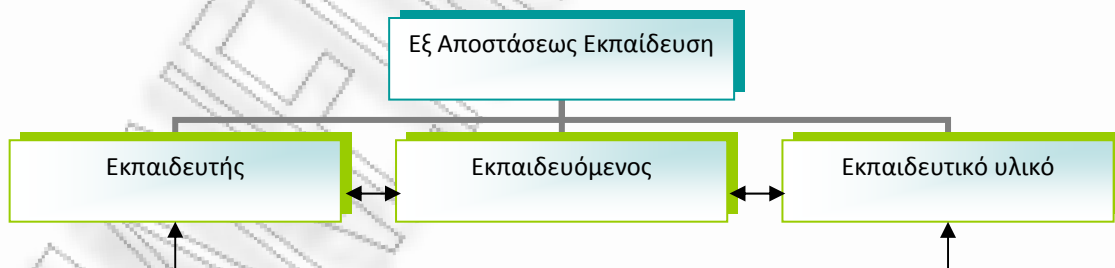 Εξ Αποστάσεως Εκπαίδευση
Εκπαιδευτής
Εκπαιδευόμενος
Εκπαιδευτικό υλικό